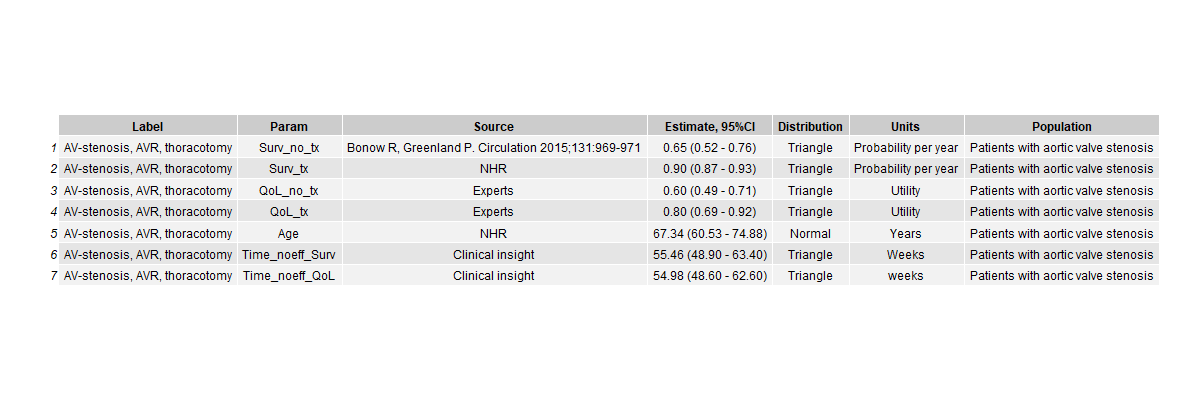 Label Param Source Estimate, 95%CI Distribution Units Population
1 AV-stenosis, AVR, thoracotomy Surv_no_tx Bonow R, Greenland P. Circulation 2015;131:969-971 0.65 (0.52 - 0.76) Triangle Probability per year Patients with aortic valve stenosis
2 AV-stenosis, AVR, thoracotomy Surv_tx NHR 0.90 (0.87 - 0.93) Triangle Probability per year Patients with aortic valve stenosis
3 AV-stenosis, AVR, thoracotomy QoL_no_tx Experts 0.60 (0.49 - 0.71) Triangle Utility Patients with aortic valve stenosis
4 AV-stenosis, AVR, thoracotomy QoL_tx Experts 0.80 (0.69 - 0.92) Triangle Utility Patients with aortic valve stenosis
5 AV-stenosis, AVR, thoracotomy Age NHR 67.34 (60.53 - 74.88) Normal Years Patients with aortic valve stenosis
6 AV-stenosis, AVR, thoracotomy Time_noeff_Surv Clinical insight 55.46 (48.90 - 63.40) Triangle Weeks Patients with aortic valve stenosis
7 AV-stenosis, AVR, thoracotomy Time_noeff_QoL Clinical insight 54.98 (48.60 - 62.60) Triangle weeks Patients with aortic valve stenosis